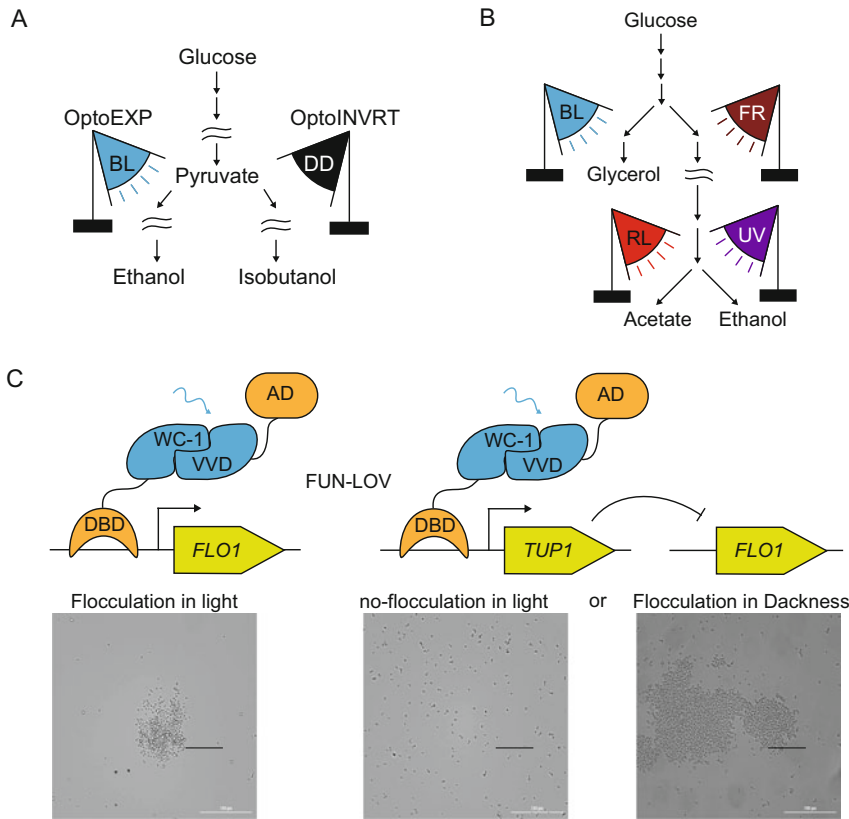 A
Glucose
OptoEXP
OptoINVRT
BL
DD
Pyruvate
Ethanol
Isobutanol
B
Glucose
BL
FR
Glycerol
RL
UV
Acetate
Ethanol
C
AD
WC-1
VVD
DBD
FLO1
FUN-LOV
AD
WC-1
VVD
DBD
TUP1
FLO1
Flocculation in light
no-flocculation in light
or
Flocculation in Dackness